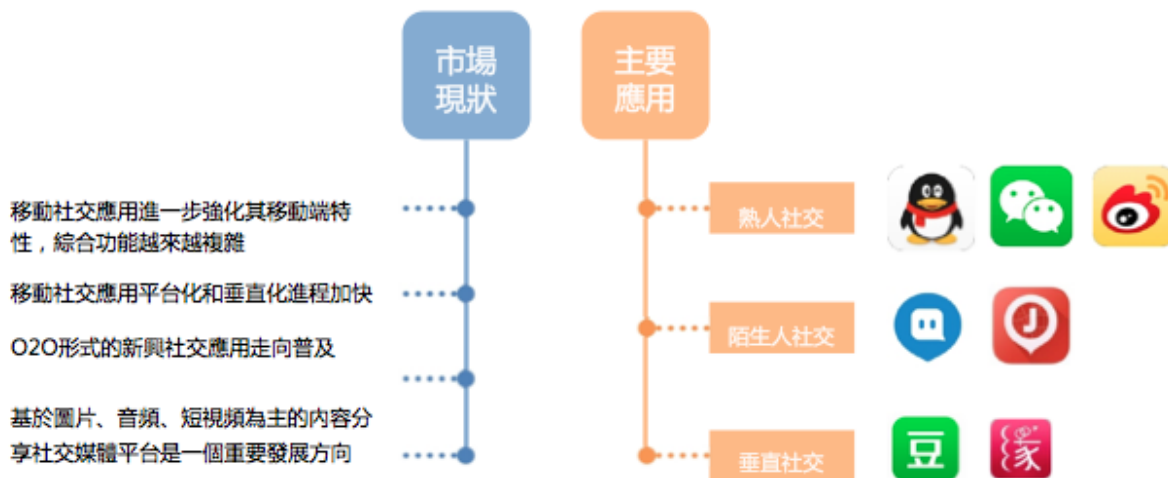 市場
現狀
主要
應用
移動社交應用進一步強化其移動端特
性，綜合功能越來越複雜
移動社交應用平台化和垂直化進程加快
O2O形式的新興社交應用走向普及
基於圖片、音頻、短視頻為主的內容分
享社交媒體平台是一個重要發展方向
熟人社交
陌生人社交
J
垂直社交
豆
家